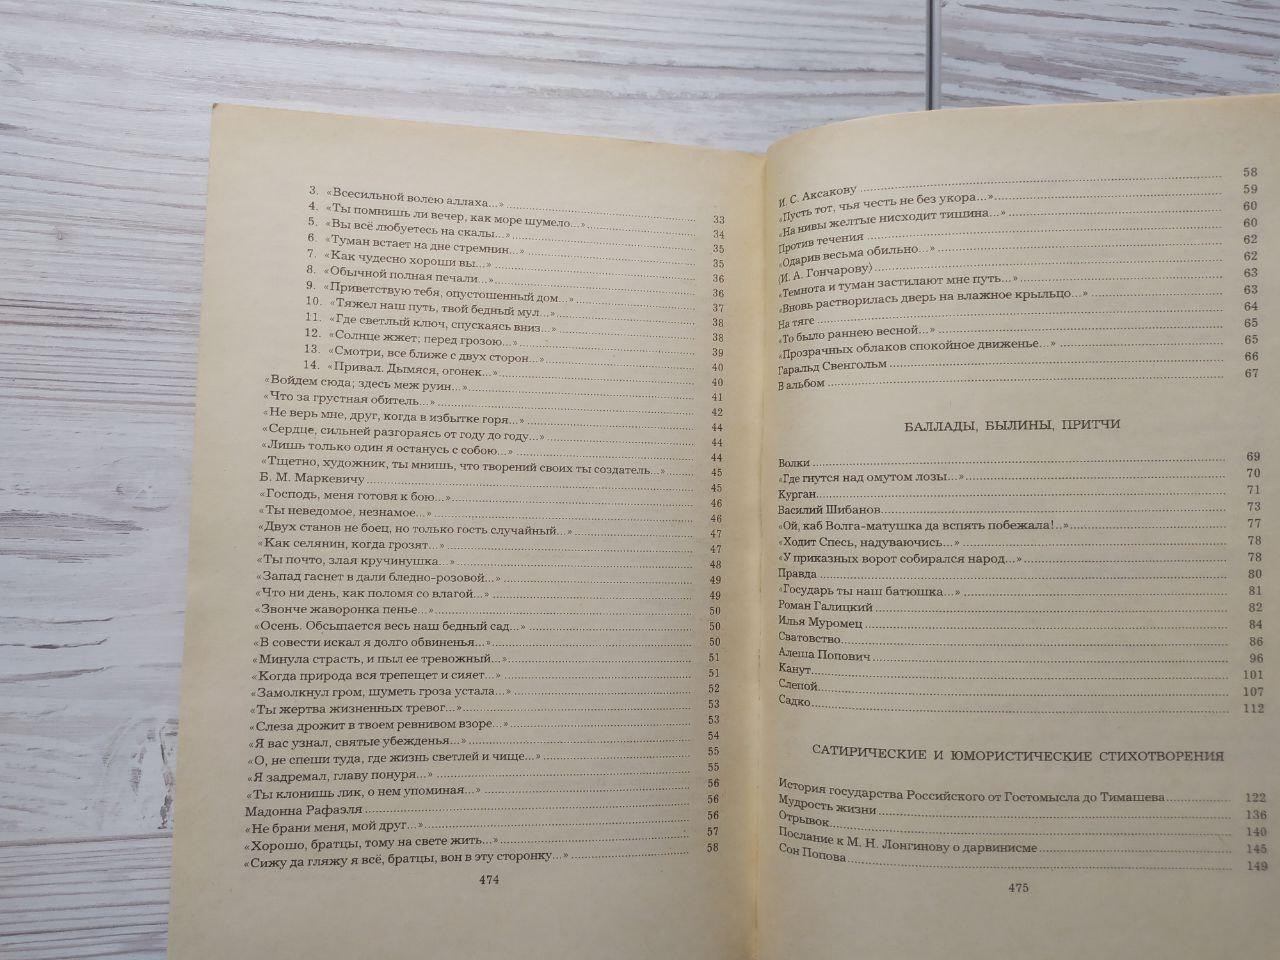 3. «Всесильной волею аллаха...» 33
4. «Ты помнишь ли вечер, как море шумело...» 34
5. «Вы всё любуетесь на скалы...» 35
6. «Туман встает на дне стремнин...» 35
7. «Как чудесно хороши вы...» 36
8. «Обычной полная печали...» 36
9. «Приветствую тебя, опустошенный дом...» 37
10. «Тяжел наш путь, твой бедный мул...» 38
11. «Где светлый ключ, спускаясь вниз...» 38
12. «Солнце жжет; перед грозою...» 39
13. «Смотри, все ближе с двух сторон...» 40
14. «Привал. Дымяся, огонек...» 40
«Войдем сюда; здесь меж руин...» 41
«Что за грустная обитель...» 42
«Не верь мне, друг, когда в избытке горя...» 44
«Сердце, сильней разгораясь от году до году...» 44
«Лишь только один я останусь с собою...» 44
«Тщетно, художник, ты мнишь, что творений своих ты создатель...» 45
Б. М. Маркевичу 45
«Господь, меня готовя к бою...» 46
«Ты неведомое, незнамое...» 46
«Двух станов не боец, но только гость случайный...» 47
«Как селянин, когда грозят...» 47
«Ты почто, злая кручинушка...» 48
«Запад гаснет в дали бледно-розовой...» 49
«Что ни день, как поломя со влагой...» 49
«Звонче жаворонка пенье...» 50
«Осень. Обсыпается весь наш бедный сад...» 50
«В совести искал я долго обвиненья...» 50
«Минула страсть, и пыл ее тревожный...» 51
«Когда природа вся трепещет и сияет...» 51
«Замолкнул гром, шуметь гроза устала...» 52
«Ты жертва жизненных тревог...» 53
«Слеза дрожит в твоем ревнивом взоре...» 53
«Я вас узнал, святые убежденья...» 54
«О, не спеши туда, где жизнь светлей и чище...» 55
«Я задремал, главу понуря...» 55
«Ты клонишь лик, о нем упоминая...» 56
Мадонна Рафаэля 56
«Не брани меня, мой друг...» 56
«Хорошо, братцы, тому на свете жить...» 57
«Сижу да гляжу я всё, братцы, вон в эту сторонку...» 58
474
И. С. Аксакову 58
«Пусть тот, чья честь не без укора...» 59
«На нивы желтые нисходит тишина...» 60
Против течения 60
«Одарив весьма обильно...» 62
⟨И. А. Гончарову⟩ 62
«Темнота и туман застилают мне путь...» 63
«Вновь растворилась дверь на влажное крыльцо...» 63
На тяге 64
«То было раннею весной...» 65
«Прозрачных облаков спокойное движенье...» 65
Гаральд Свенгольм 66
В альбом 67
БАЛЛАДЫ, БЫЛИНЫ, ПРИТЧИ
Волки 69
«Где гнутся над омутом лозы...» 70
Курган 71
Василий Шибанов 73
«Ой, каб Волга-матушка да вспять побежала!..» 77
«Ходит Спесь, надуваючись...» 78
«У приказных ворот собирался народ...» 78
Правда 80
«Государь ты наш батюшка...» 81
Роман Галицкий 82
Илья Муромец 84
Сватовство 86
Алеша Попович 96
Канут 101
Слепой 107
Садко 112
САТИРИЧЕСКИЕ И ЮМОРИСТИЧЕСКИЕ СТИХОТВОРЕНИЯ
История государства Российского от Гостомысла до Тимашева 122
Мудрость жизни 136
Отрывок 140
Послание к М. Н. Лонгинову о дарвинисме 145
Сон Попова 149
475